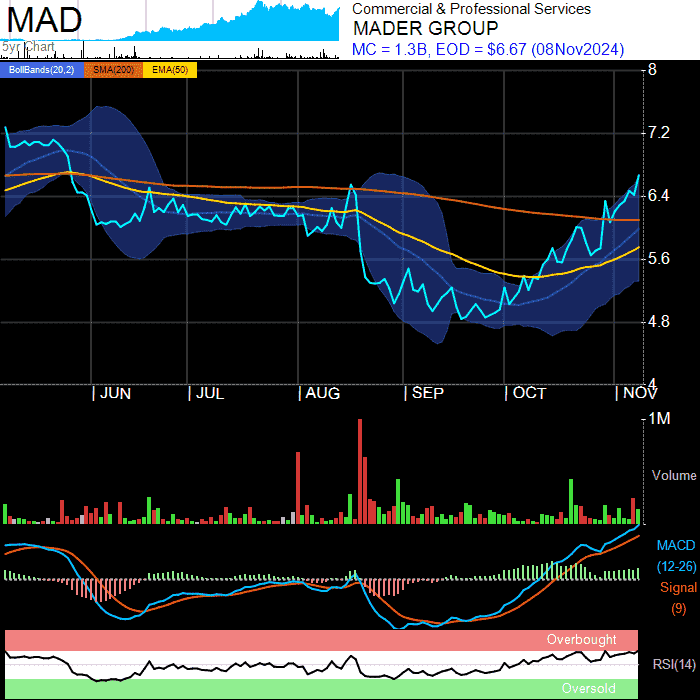 MAD
5yr Chart
Commercial & Professional Services
MADER GROUP
MC = 1.3B, EOD = $6.67 (08Nov2024)
BollBands(20,2) SMA(200) EMA(50)
8
7.2
6.4
5.6
4.8
4
| JUN | JUL | AUG | SEP | OCT | NOV
1M
Volume
MACD
(12-26)
Signal
(9)
Overbought
RSI(14)
Oversold